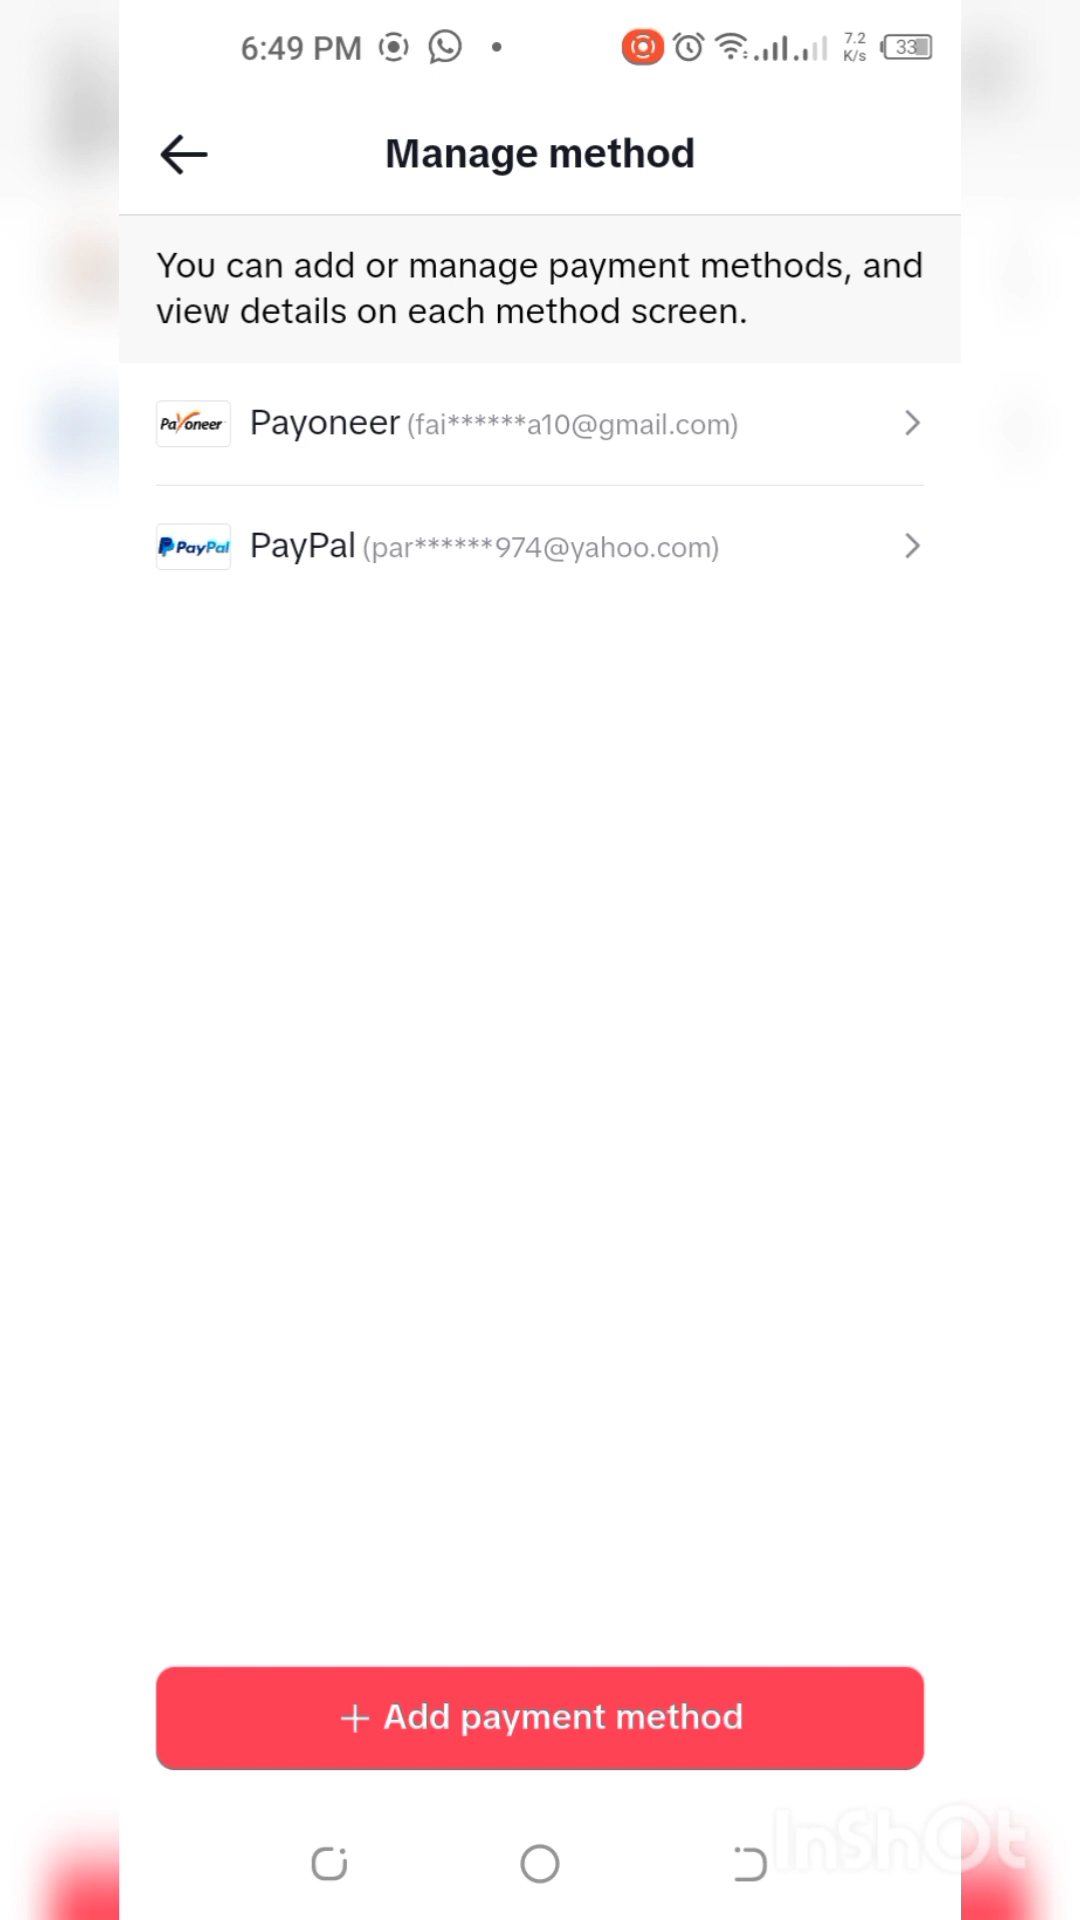 6:49 PM
7.2
K/s
33
Manage method
You can add or manage payment methods, and
view details on each method screen.
Payoneer
Payoneer (fai******a10@gmail.com)
PayPal
PayPal (par******974@yahoo.com)
+ Add payment method
InShOt